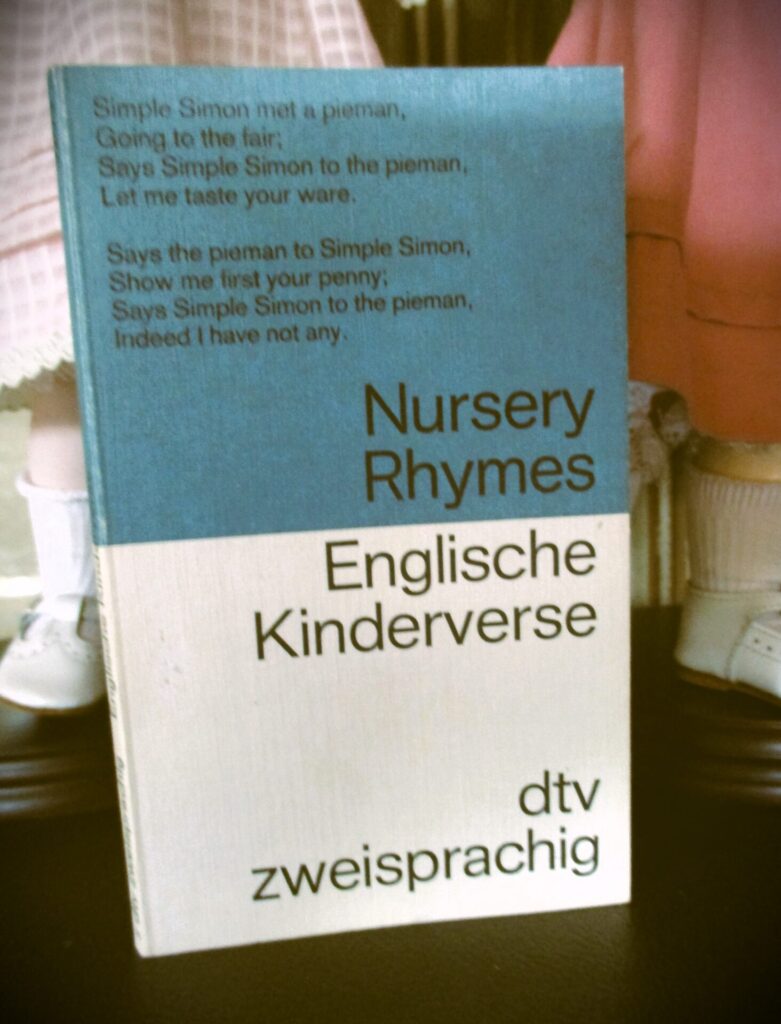 Simple Simon met a pieman,
Going to the fair;
Says Simple Simon to the pieman,
Let me taste your ware.
Says the pieman to Simple Simon,
Show me first your penny;
Says Simple Simon to the pieman,
Indeed I have not any.
Nursery
Rhymes
Englische
Kinderverse
dtv
zweisprachig